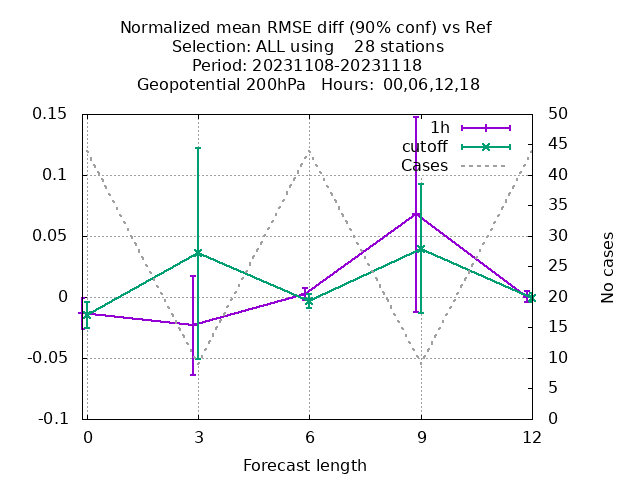 Normalized mean RMSE diff (90% conf) vs Ref
Selection: ALL using    28 stations
Period: 20231108-20231118
Geopotential 200hPa   Hours: 00,06,12,18
0.15
0.1
0.05
0
-0.05
-0.1
50
45
40
35
30
25
20
15
10
5
0
1h
cutoff
Cases
No cases
0
3
6
9
12
Forecast length